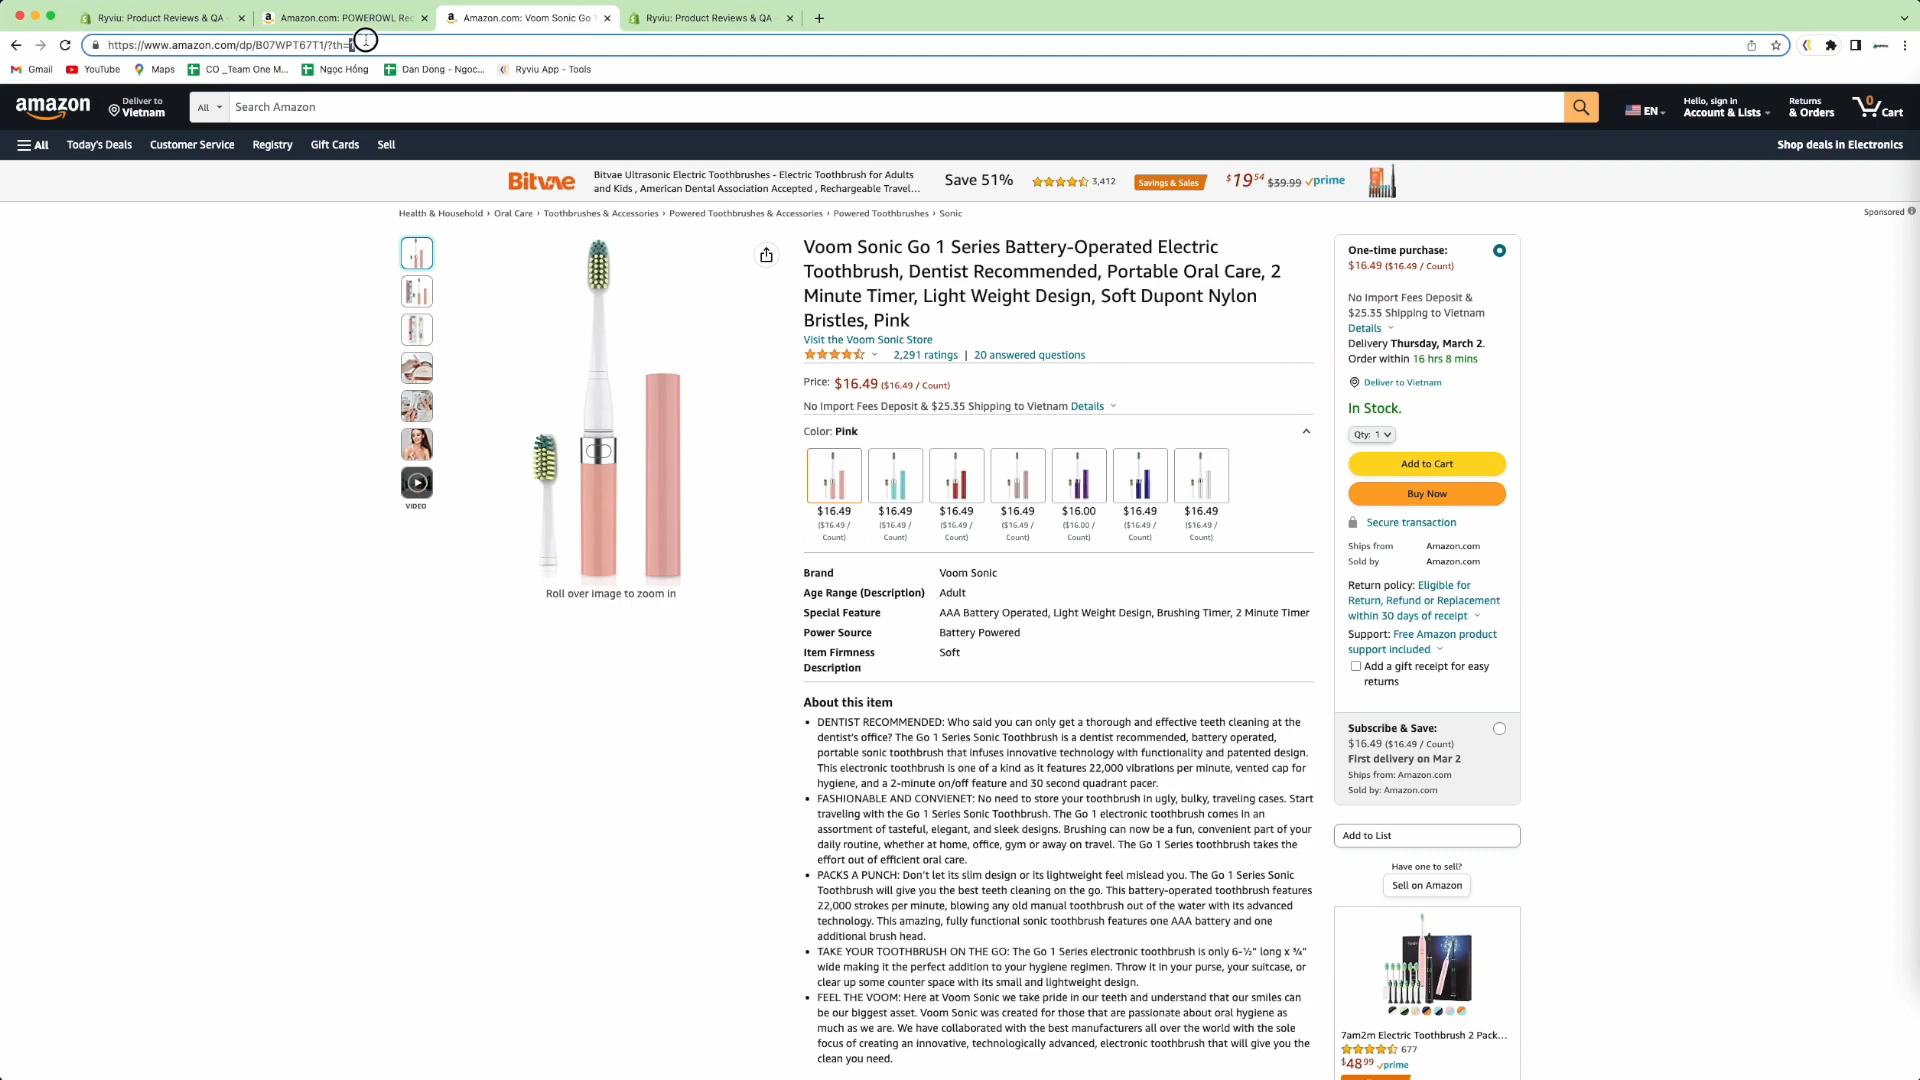 Ryviu: Product Reviews & QA
Amazon.com: POWEROWL Rec
Amazon.com: Voom Sonic Go 1
Ryviu: Product Reviews & QA
https://www.amazon.com/dp/B07WPT67T1/?th=
Gmail
YouTube
Maps
CO _Team One M...
Ngọc Hồng
Đan Dong - Ngoc...
Ryviu App - Tools
amazon
Deliver to
Vietnam
All
Search Amazon
EN
Hello, sign in
Account & Lists
Returns
& Orders
0
Cart
All
Today's Deals
Customer Service
Registry
Gift Cards
Sell
Shop deals in Electronics
Bitvae
Bitvae Ultrasonic Electric Toothbrushes - Electric Toothbrush for Adults
and Kids , American Dental Association Accepted , Rechargeable Travel...
Save 51%
3,412
Savings & Sales
$19.54 $39.99 prime
Health & Household › Oral Care › Toothbrushes & Accessories › Powered Toothbrushes & Accessories › Powered Toothbrushes › Sonic
Sponsored
Voom Sonic Go 1 Series Battery-Operated Electric
Toothbrush, Dentist Recommended, Portable Oral Care, 2
Minute Timer, Light Weight Design, Soft Dupont Nylon
Bristles, Pink
Visit the Voom Sonic Store
2,291 ratings | 20 answered questions
Price: $16.49 ($16.49 / Count)
No Import Fees Deposit & $25.35 Shipping to Vietnam Details
Color: Pink
$16.49 $16.49 $16.49 $16.49 $16.00 $16.49 $16.49
($16.49 / ($16.49 / ($16.49 / ($16.49 / ($16.00 / ($16.49 / ($16.49 /
Count) Count) Count) Count) Count) Count) Count)
VIDEO
Roll over image to zoom in
Brand Voom Sonic
Age Range (Description) Adult
Special Feature AAA Battery Operated, Light Weight Design, Brushing Timer, 2 Minute Timer
Power Source Battery Powered
Item Firmness Soft
Description
About this item
• DENTIST RECOMMENDED: Who said you can only get a thorough and effective teeth cleaning at the
dentist's office? The Go 1 Series Sonic Toothbrush is a dentist recommended, battery operated,
portable sonic toothbrush that infuses innovative technology with functionality and patented design.
This electronic toothbrush is one of a kind as it features 22,000 vibrations per minute, vented cap for
hygiene, and a 2-minute on/off feature and 30 second quadrant pacer.
• FASHIONABLE AND CONVIENET: No need to store your toothbrush in ugly, bulky, traveling cases. Start
traveling with the Go 1 Series Sonic Toothbrush. The Go 1 electronic toothbrush comes in an
assortment of tasteful, elegant, and sleek designs. Brushing can now be a fun, convenient part of your
daily routine, whether at home, office, gym or away on travel. The Go 1 Series toothbrush takes the
effort out of efficient oral care.
• PACKS A PUNCH: Don't let its slim design or its lightweight feel mislead you. The Go 1 Series Sonic
Toothbrush will give you the best teeth cleaning on the go. This battery-operated toothbrush features
22,000 strokes per minute, blowing any old manual toothbrush out of the water with its advanced
technology. This amazing, fully functional sonic toothbrush features one AAA battery and one
additional brush head.
• TAKE YOUR TOOTHBRUSH ON THE GO: The Go 1 Series electronic toothbrush is only 6-½" long x ¾"
wide making it the perfect addition to your hygiene regimen. Throw it in your purse, your suitcase, or
clear up some counter space with its small and lightweight design.
• FEEL THE VOOM: Here at Voom Sonic we take pride in our teeth and understand that our smiles can
be our biggest asset. Voom Sonic was created for those that are passionate about oral hygiene as
much as we are. We have collaborated with the best manufacturers all over the world with the sole
focus of creating an innovative, technologically advanced, electronic toothbrush that will give you the
clean you need.
One-time purchase:
$16.49 ($16.49 / Count)
No Import Fees Deposit &
$25.35 Shipping to Vietnam
Details
Delivery Thursday, March 2.
Order within 16 hrs 8 mins
Deliver to Vietnam
In Stock.
Qty: 1
Add to Cart
Buy Now
Secure transaction
Ships from Amazon.com
Sold by Amazon.com
Return policy: Eligible for
Return, Refund or Replacement
within 30 days of receipt
Support: Free Amazon product
support included
Add a gift receipt for easy
returns
Subscribe & Save:
$16.49 ($16.49 / Count)
First delivery on Mar 2
Ships from: Amazon.com
Sold by: Amazon.com
Add to List
Have one to sell?
Sell on Amazon
7am2m Electric Toothbrush 2 Pack...
677
$48.99 prime